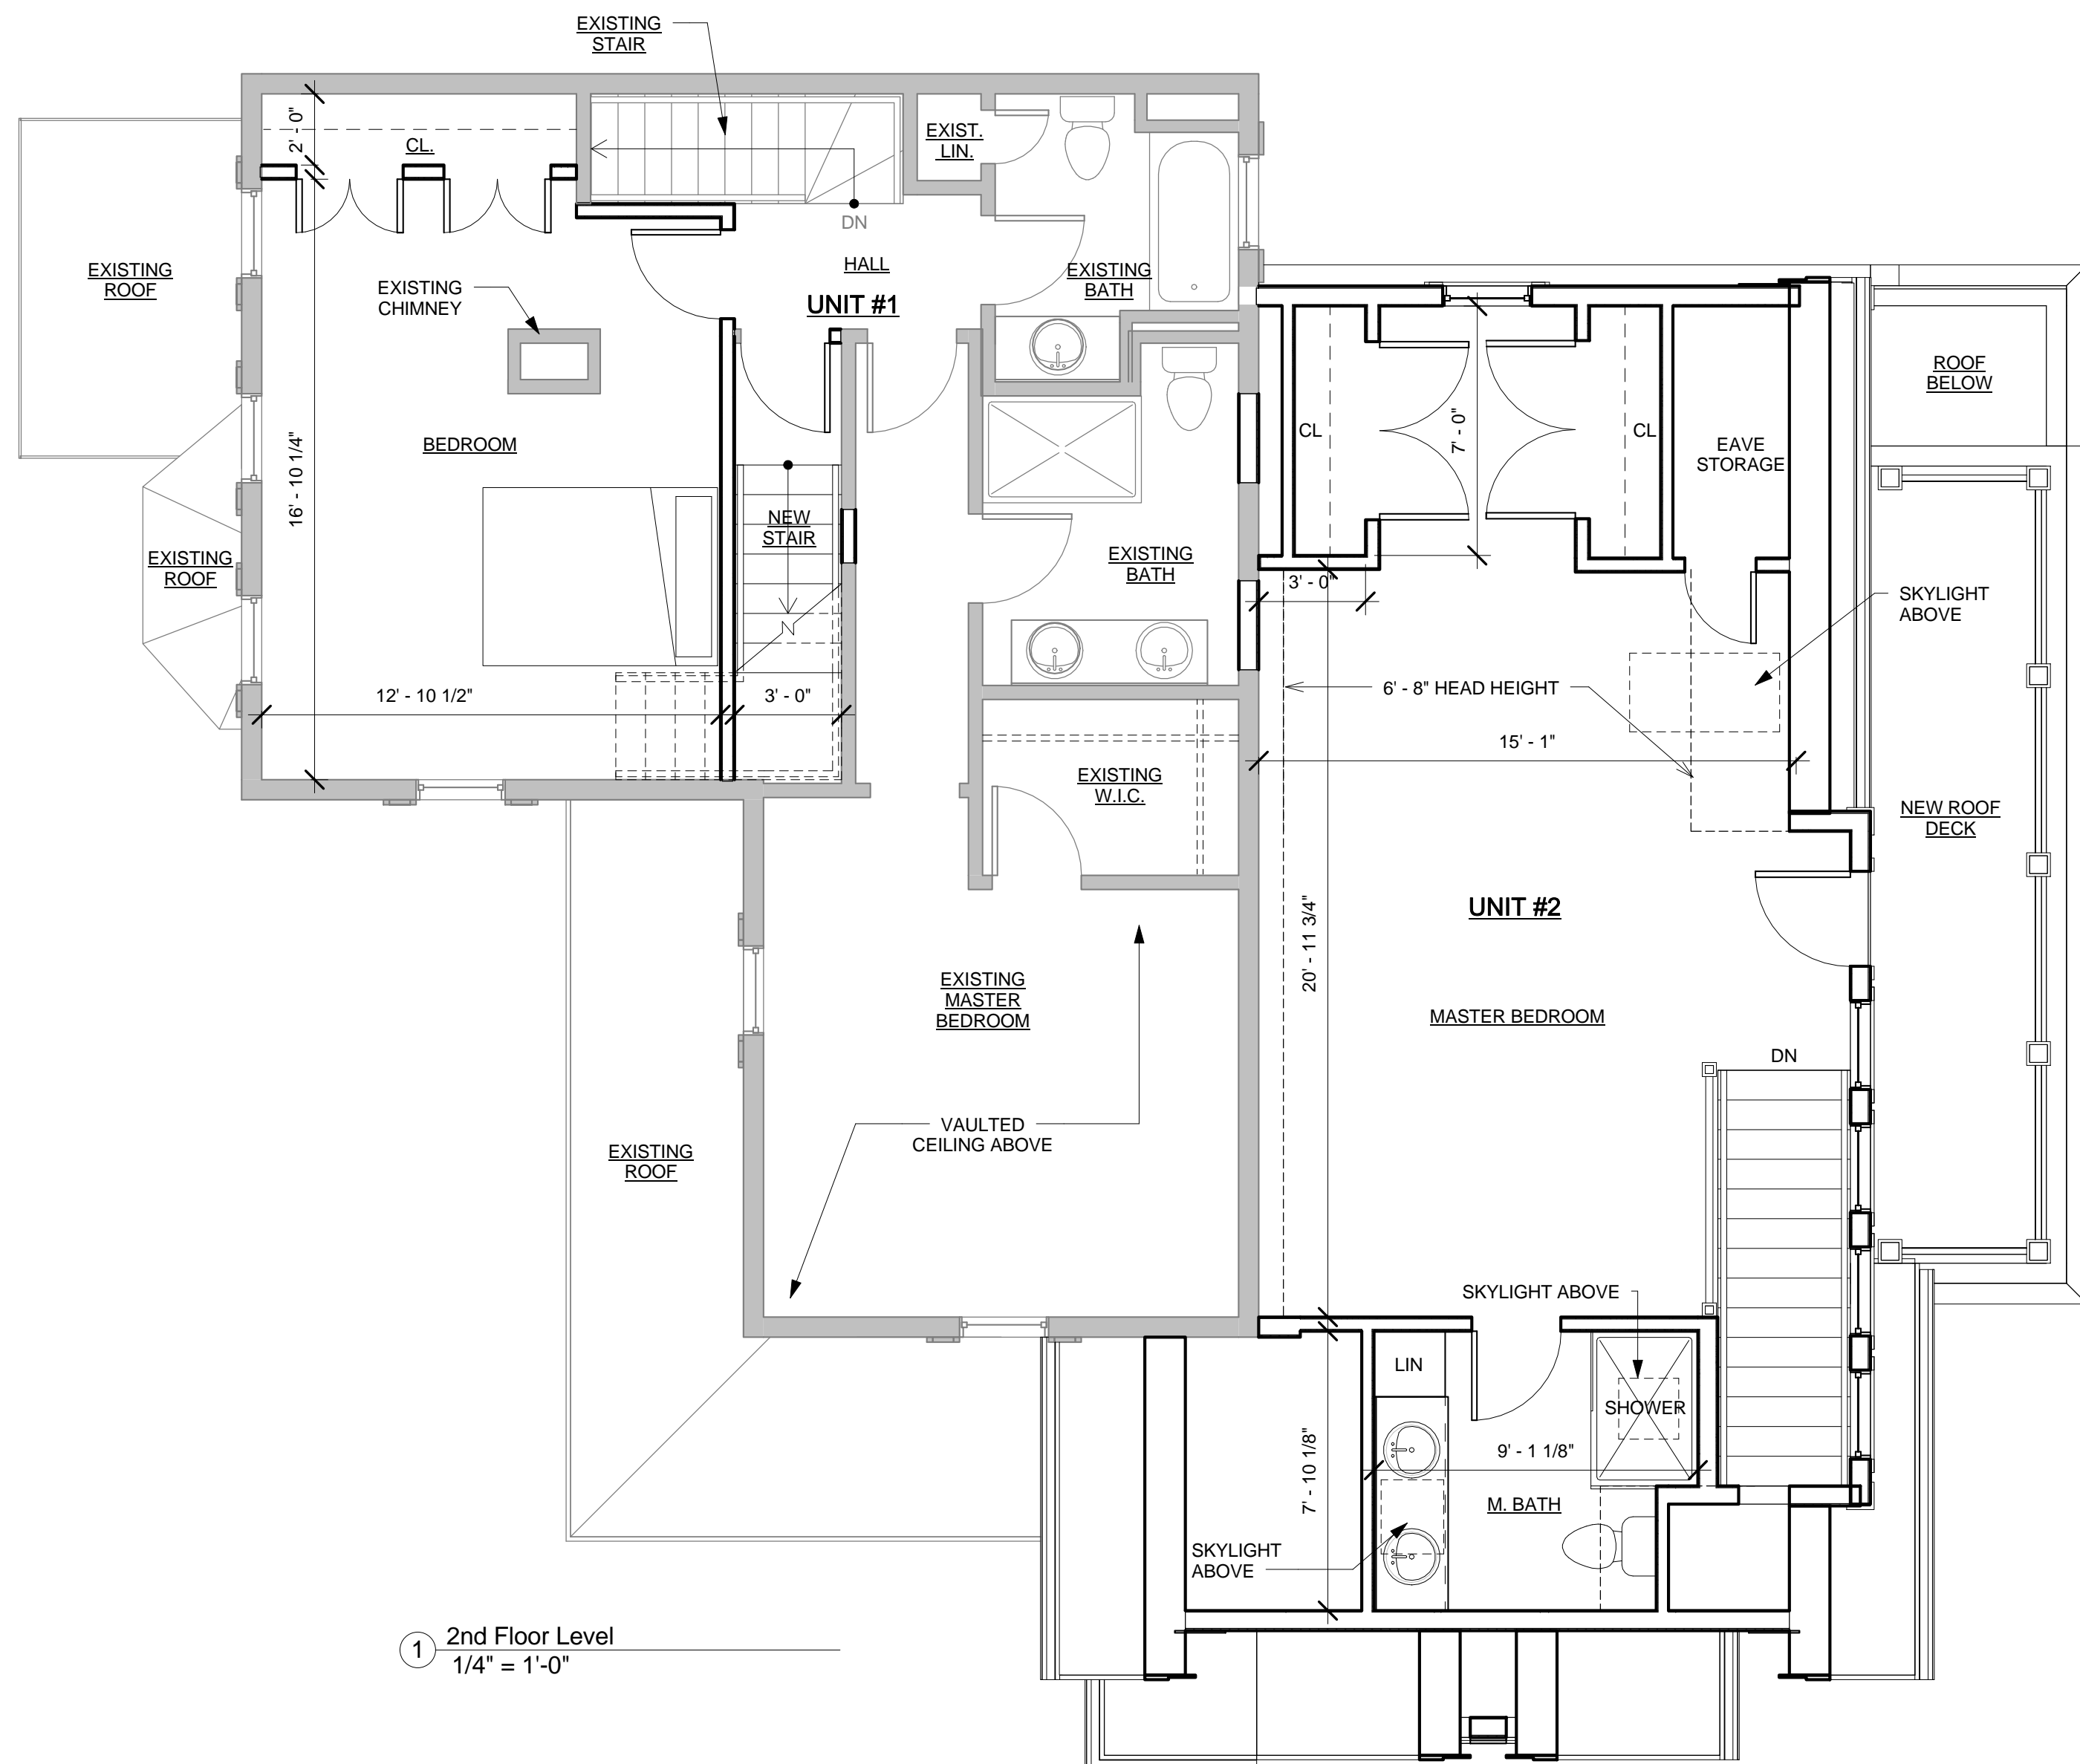 EXISTING
STAIR
2' - 0"
CL.
EXIST.
LIN.
DN
HALL
UNIT #1
EXISTING
BATH
EXISTING
ROOF
EXISTING
CHIMNEY
ROOF
BELOW
BEDROOM
16' - 10 1/4"
CL
7' - 0"
CL
EAVE
STORAGE
NEW
STAIR
EXISTING
ROOF
EXISTING
BATH
3' - 0"
SKYLIGHT
ABOVE
12' - 10 1/2"
3' - 0"
6' - 8" HEAD HEIGHT
15' - 1"
EXISTING
W.I.C.
NEW ROOF
DECK
UNIT #2
20' - 11 3/4"
EXISTING
MASTER
BEDROOM
MASTER BEDROOM
DN
VAULTED
CEILING ABOVE
EXISTING
ROOF
SKYLIGHT ABOVE
LIN
SHOWER
9' - 1 1/8"
7' - 10 1/8"
M. BATH
SKYLIGHT
ABOVE
1
2nd Floor Level
1/4" = 1'-0"